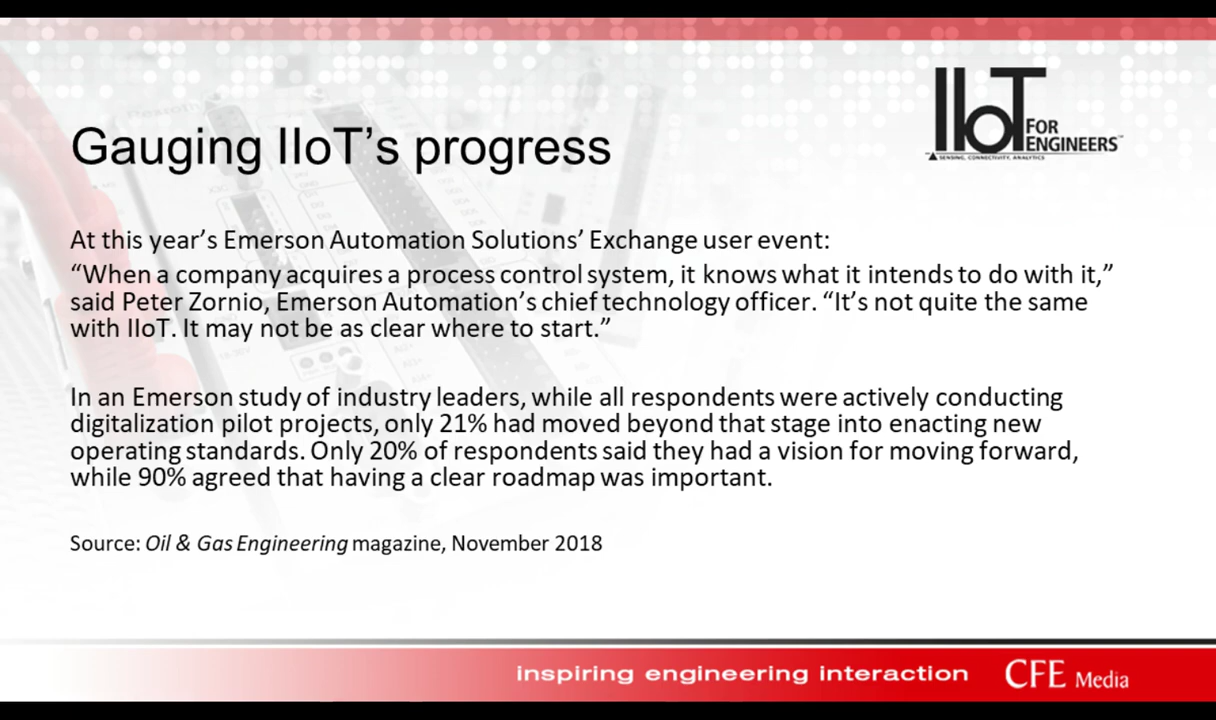 Gauging IIoT’s progress
IIoT
FOR
ENGINEERS™
SENSING, CONNECTIVITY, ANALYTICS
At this year’s Emerson Automation Solutions’ Exchange user event:
“When a company acquires a process control system, it knows what it intends to do with it,”
said Peter Zornio, Emerson Automation’s chief technology officer. “It’s not quite the same
with IIoT. It may not be as clear where to start.”
In an Emerson study of industry leaders, while all respondents were actively conducting
digitalization pilot projects, only 21% had moved beyond that stage into enacting new
operating standards. Only 20% of respondents said they had a vision for moving forward,
while 90% agreed that having a clear roadmap was important.
Source: Oil & Gas Engineering magazine, November 2018
inspiring engineering interaction
CFE Media